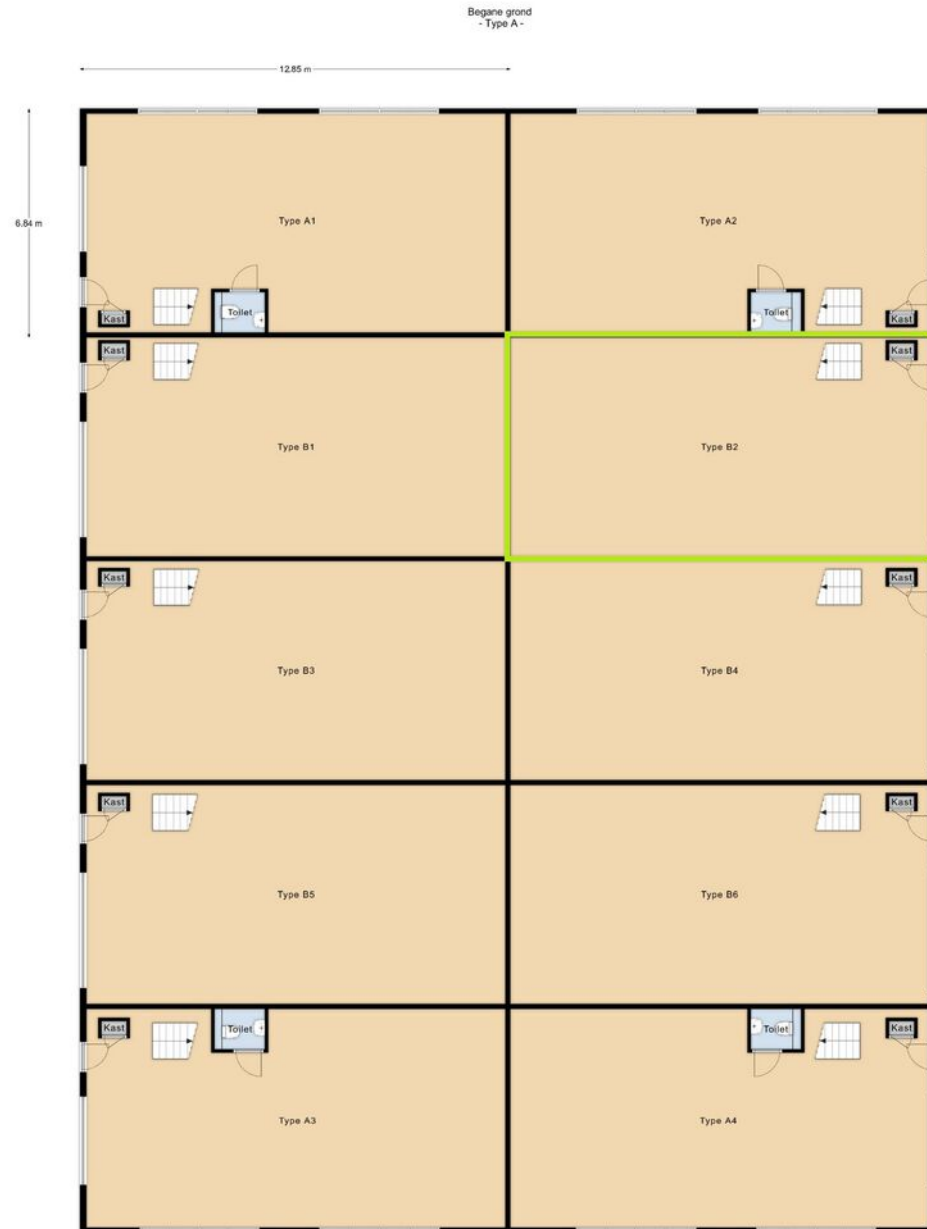 Begane grond
- Type A -
12.85 m
6.84 m
Type A1
Type A2
Toilet
Toilet
Kast
Kast
Kast
Kast
Type B1
Type B2
Kast
Kast
Type B3
Type B4
Kast
Kast
Type B5
Type B6
Kast
Toilet
Toilet
Kast
Type A3
Type A4